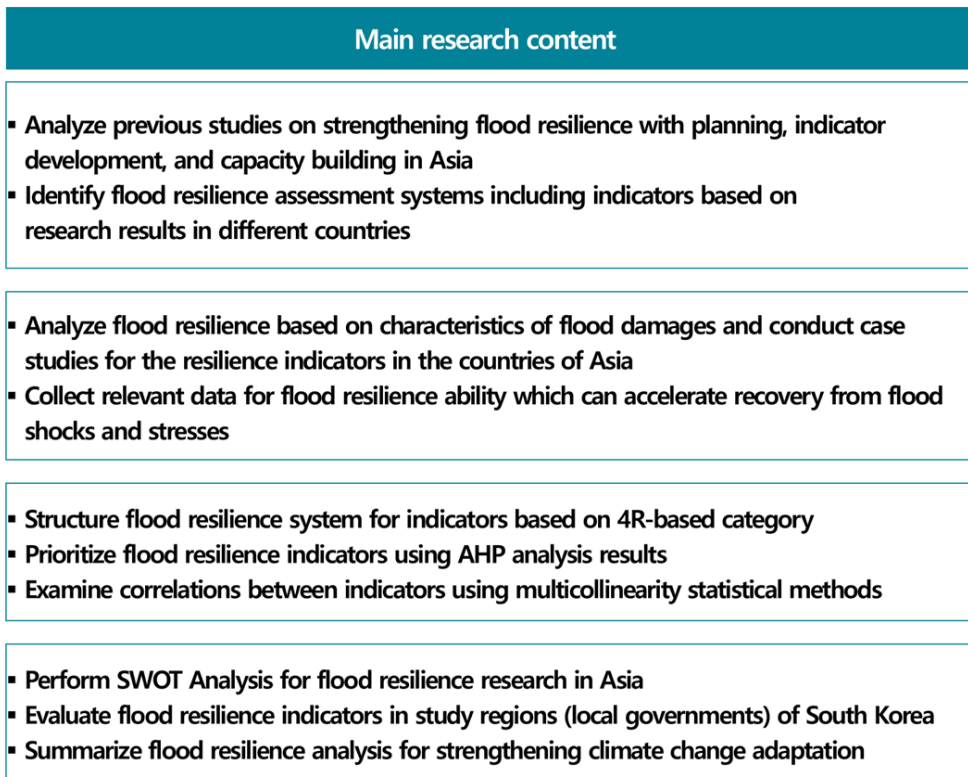 Main research content
▪ Analyze previous studies on strengthening flood resilience with planning, indicator
development, and capacity building in Asia
▪ Identify flood resilience assessment systems including indicators based on
research results in different countries
▪ Analyze flood resilience based on characteristics of flood damages and conduct case
studies for the resilience indicators in the countries of Asia
▪ Collect relevant data for flood resilience ability which can accelerate recovery from flood
shocks and stresses
▪ Structure flood resilience system for indicators based on 4R-based category
▪ Prioritize flood resilience indicators using AHP analysis results
▪ Examine correlations between indicators using multicollinearity statistical methods
▪ Perform SWOT Analysis for flood resilience research in Asia
▪ Evaluate flood resilience indicators in study regions (local governments) of South Korea
▪ Summarize flood resilience analysis for strengthening climate change adaptation